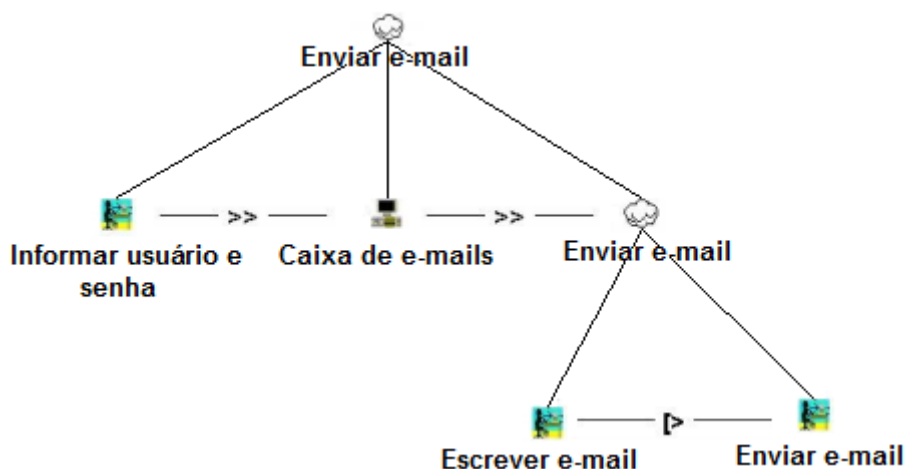 Enviar e-mail
>>
>>
Informar usuário e
senha
Caixa de e-mails
Enviar e-mail
[>
Escrever e-mail
Enviar e-mail